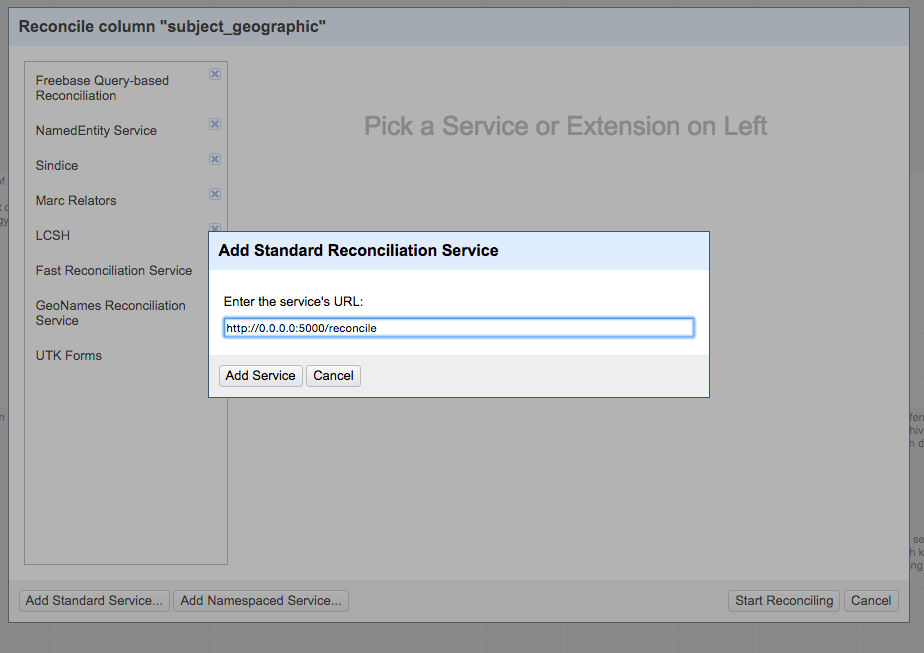 Reconcile column "subject_geographic"
Freebase Query-based
Reconciliation
NamedEntity Service
Sindice
Marc Relators
LCSH
Fast Reconciliation Service
GeoNames Reconciliation
Service
UTK Forms
Pick a Service or Extension on Left
Add Standard Reconciliation Service
Enter the service's URL:
http://0.0.0.0:5000/reconcile
Add Service
Cancel
Add Standard Service...
Add Namespaced Service...
Start Reconciling
Cancel